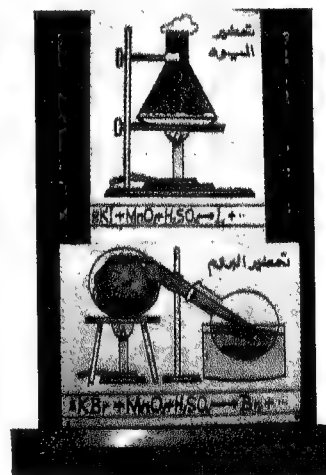 تحضير
اليود
KI + MnO₂ + H₂SO₄ → I₂ + ..
تحضير البروم
KBr + MnO₂ + H₂SO₄ → Br₂ + ..